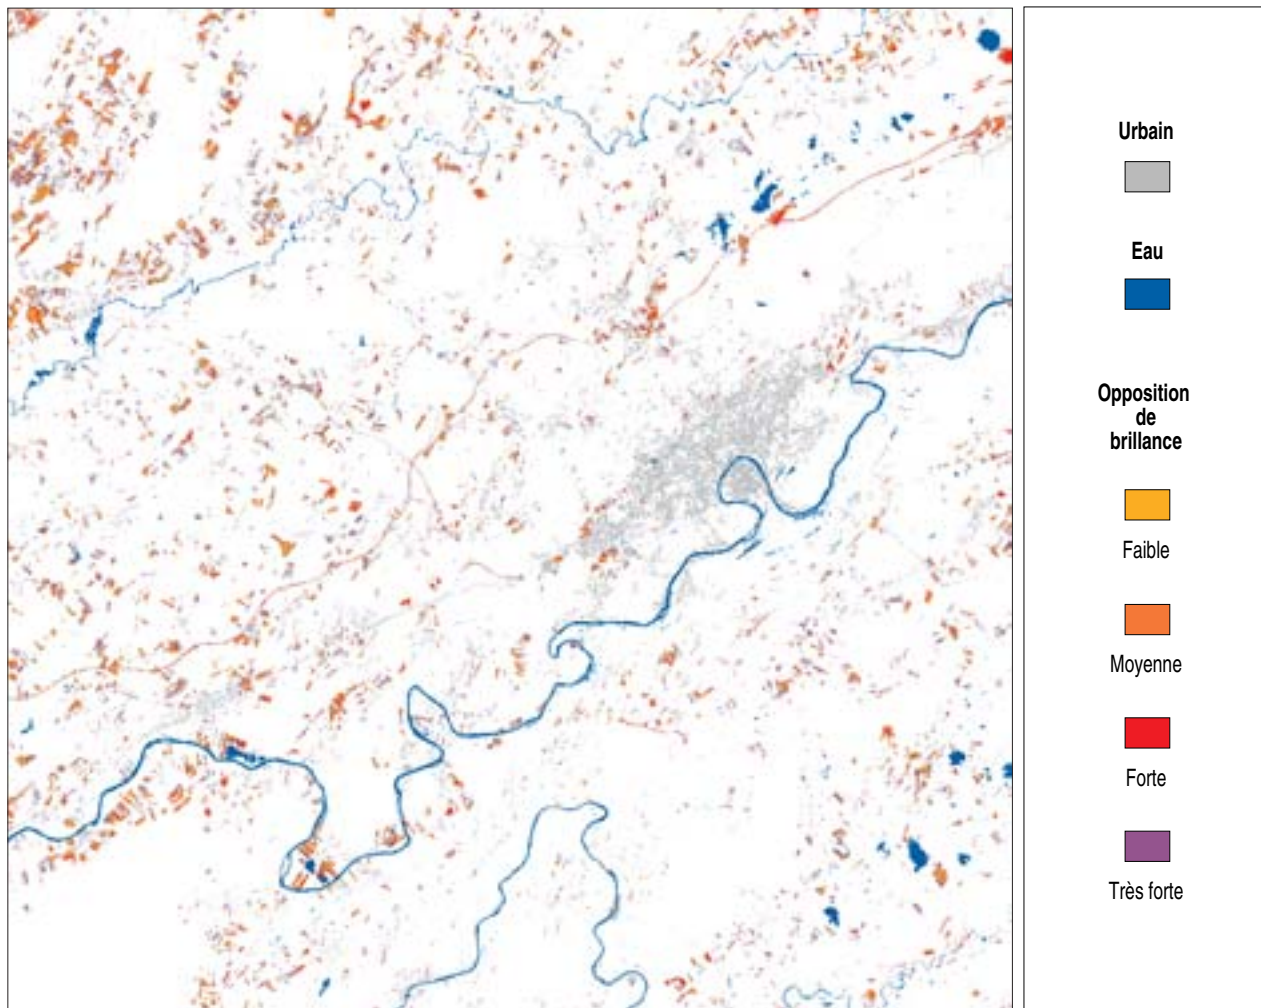 Urbain
Eau
Opposition
de
brillance
Faible
Moyenne
Forte
Très forte